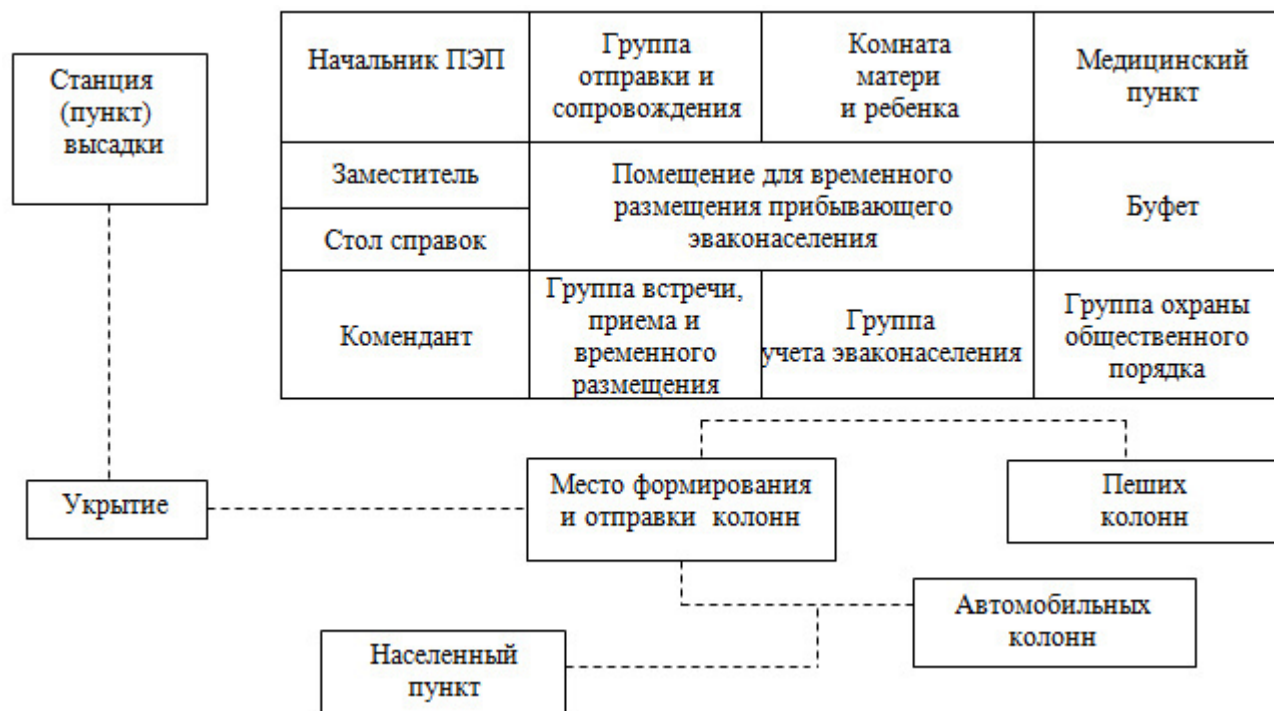 Станция
(пункт)
высадки
Начальник ПЭП
Группа
отправки и
сопровождения
Комната
матери
и ребенка
Медицинский
пункт
Заместитель
Стол справок
Помещение для временного
размещения прибывающего
эваконаселения
Буфет
Комендант
Группа встречи,
приема и
временного
размещения
Группа
учета эваконаселения
Группа охраны
общественного
порядка
Укрытие
Место формирования
и отправки колонн
Пеших
колонн
Автомобильных
колонн
Населенный
пункт